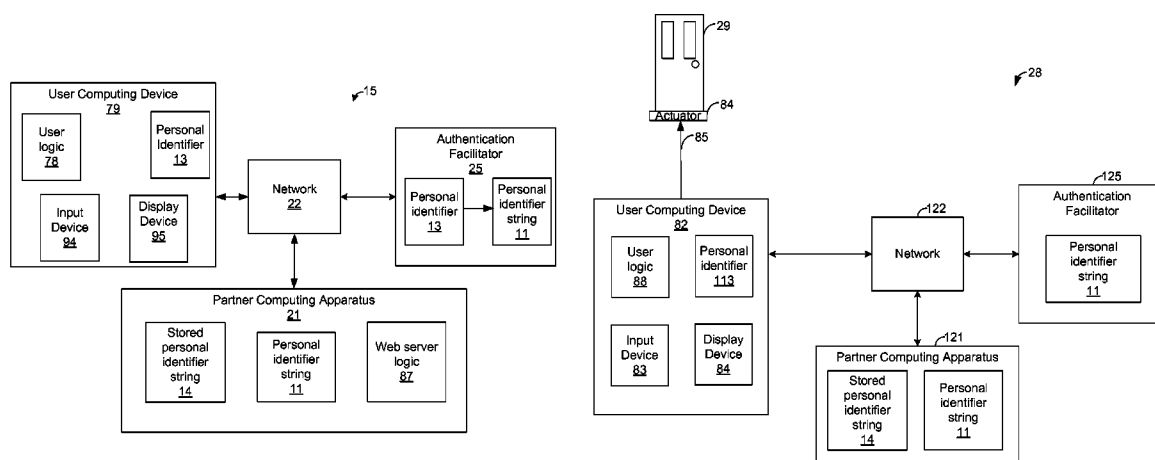 User Computing Device
79
User
logic
78
Personal
Identifier
13
Input
Device
94
Display
Device
95
15
Network
22
Authentication
Facilitator
25
Personal
identifier
13
Personal
identifier
string
11
Partner Computing Apparatus
21
Stored
personal
identifier
string
14
Personal
identifier
string
11
Web server
logic
87
29
84
Actuator
85
28
User Computing Device
82
User
logic
88
Personal
identifier
113
Input
Device
83
Display
Device
84
122
Network
125
Authentication
Facilitator
Personal
identifier
string
11
121
Partner Computing Apparatus
Stored
personal
identifier
string
14
Personal
identifier
string
11